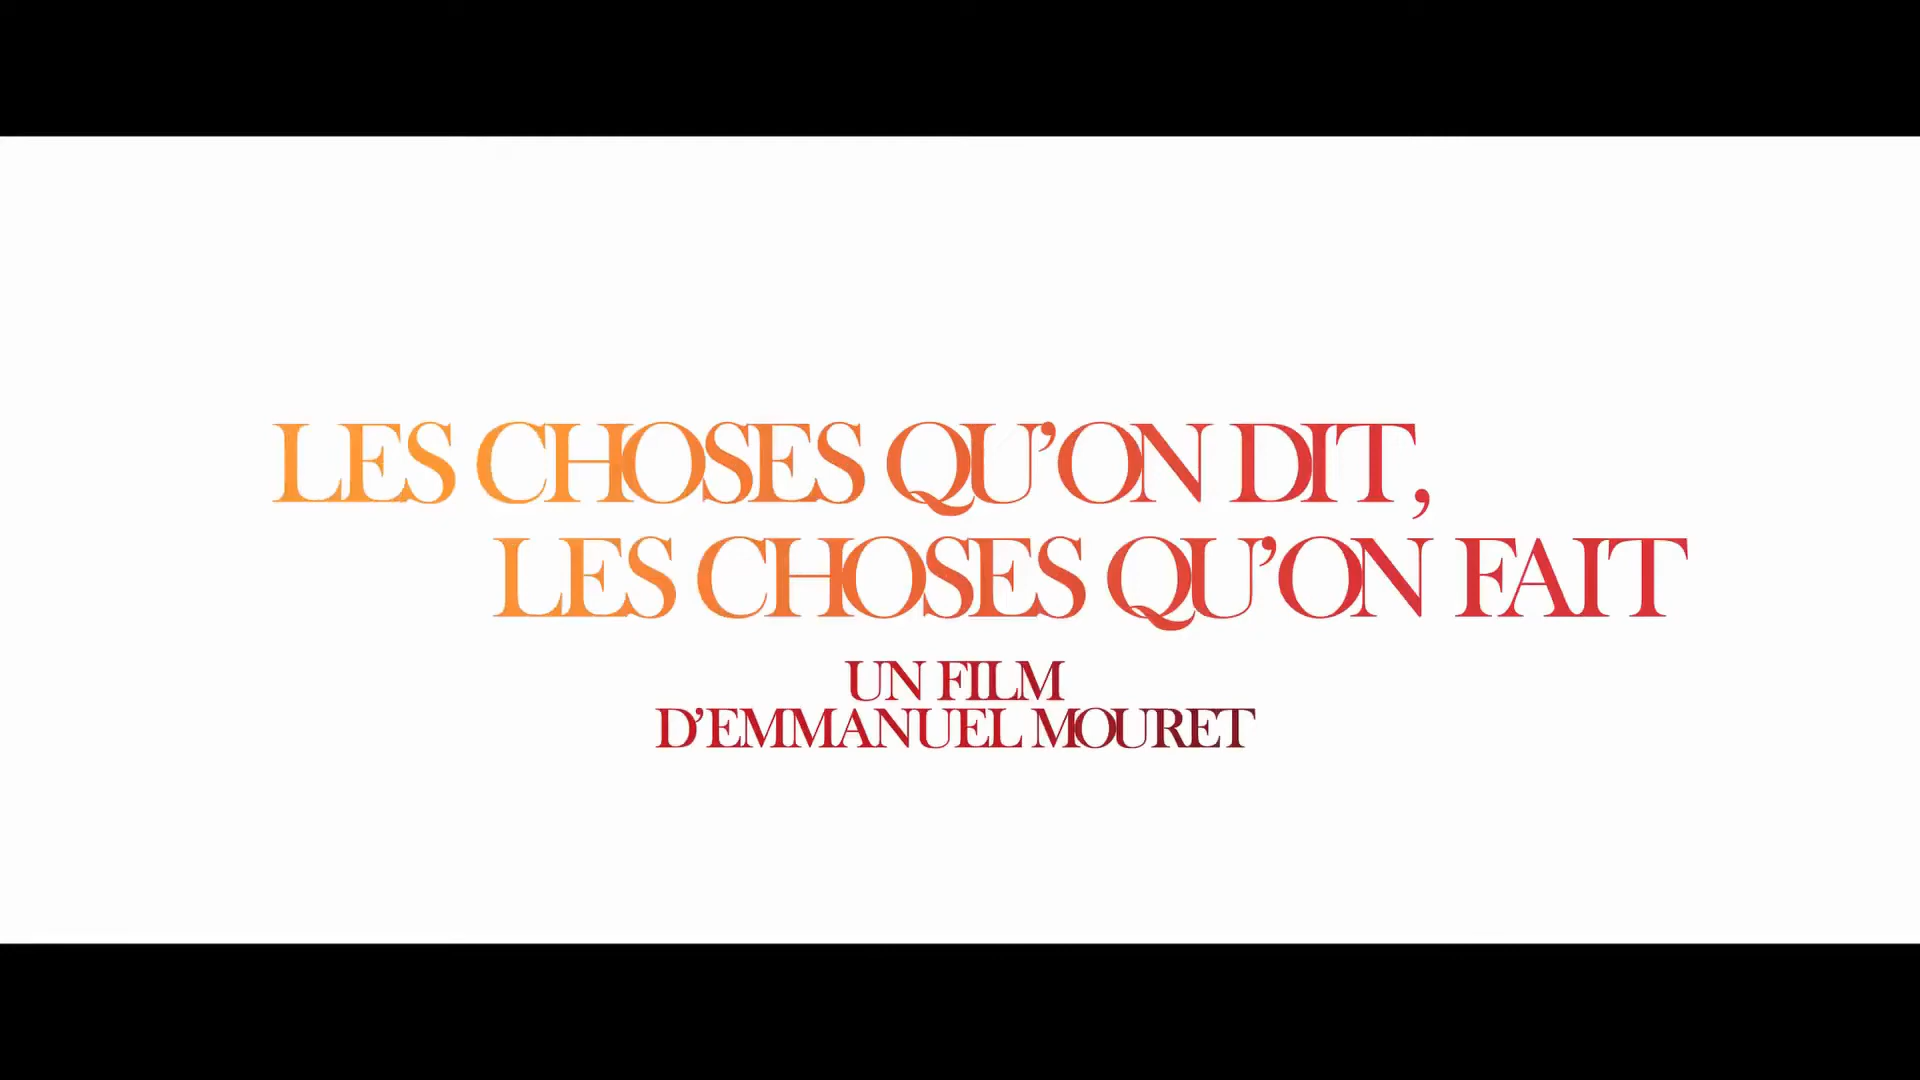 LES CHOSES QU’ON DIT,
LES CHOSES QU’ON FAIT
UN FILM
D’EMMANUEL MOURET